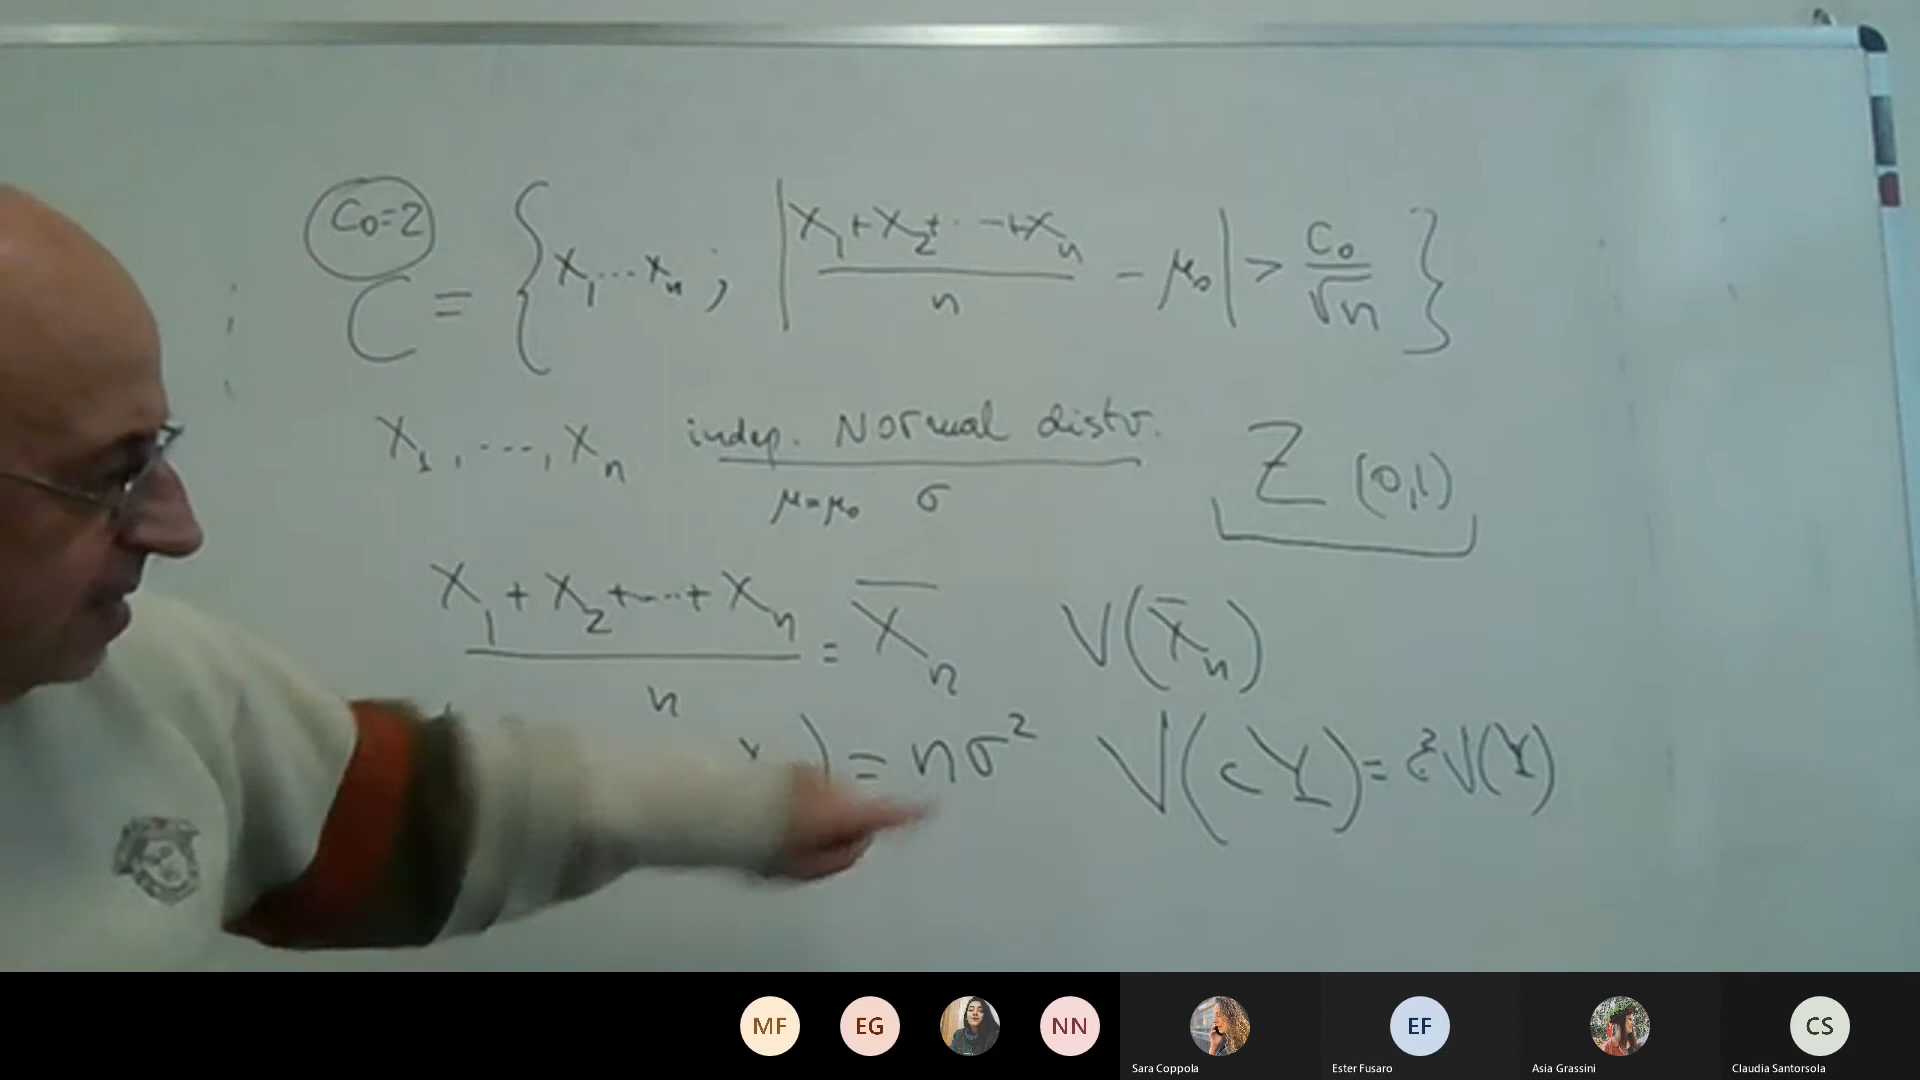 C₀=2
C = { X₁...Xₙ ; | (X₁+X₂+...+Xₙ)/n - μ₀ | > C₀/√n }
X₁, ..., Xₙ indep. Normal distr. Z (0,1)
μ=μ₀ σ
(X₁+X₂+...+Xₙ)/n = X̄ₙ V(X̄ₙ)
) = nσ² V(cY) = c²V(Y)
MF EG NN EF CS
Sara Coppola Ester Fusaro Asia Grassini Claudia Santorsola